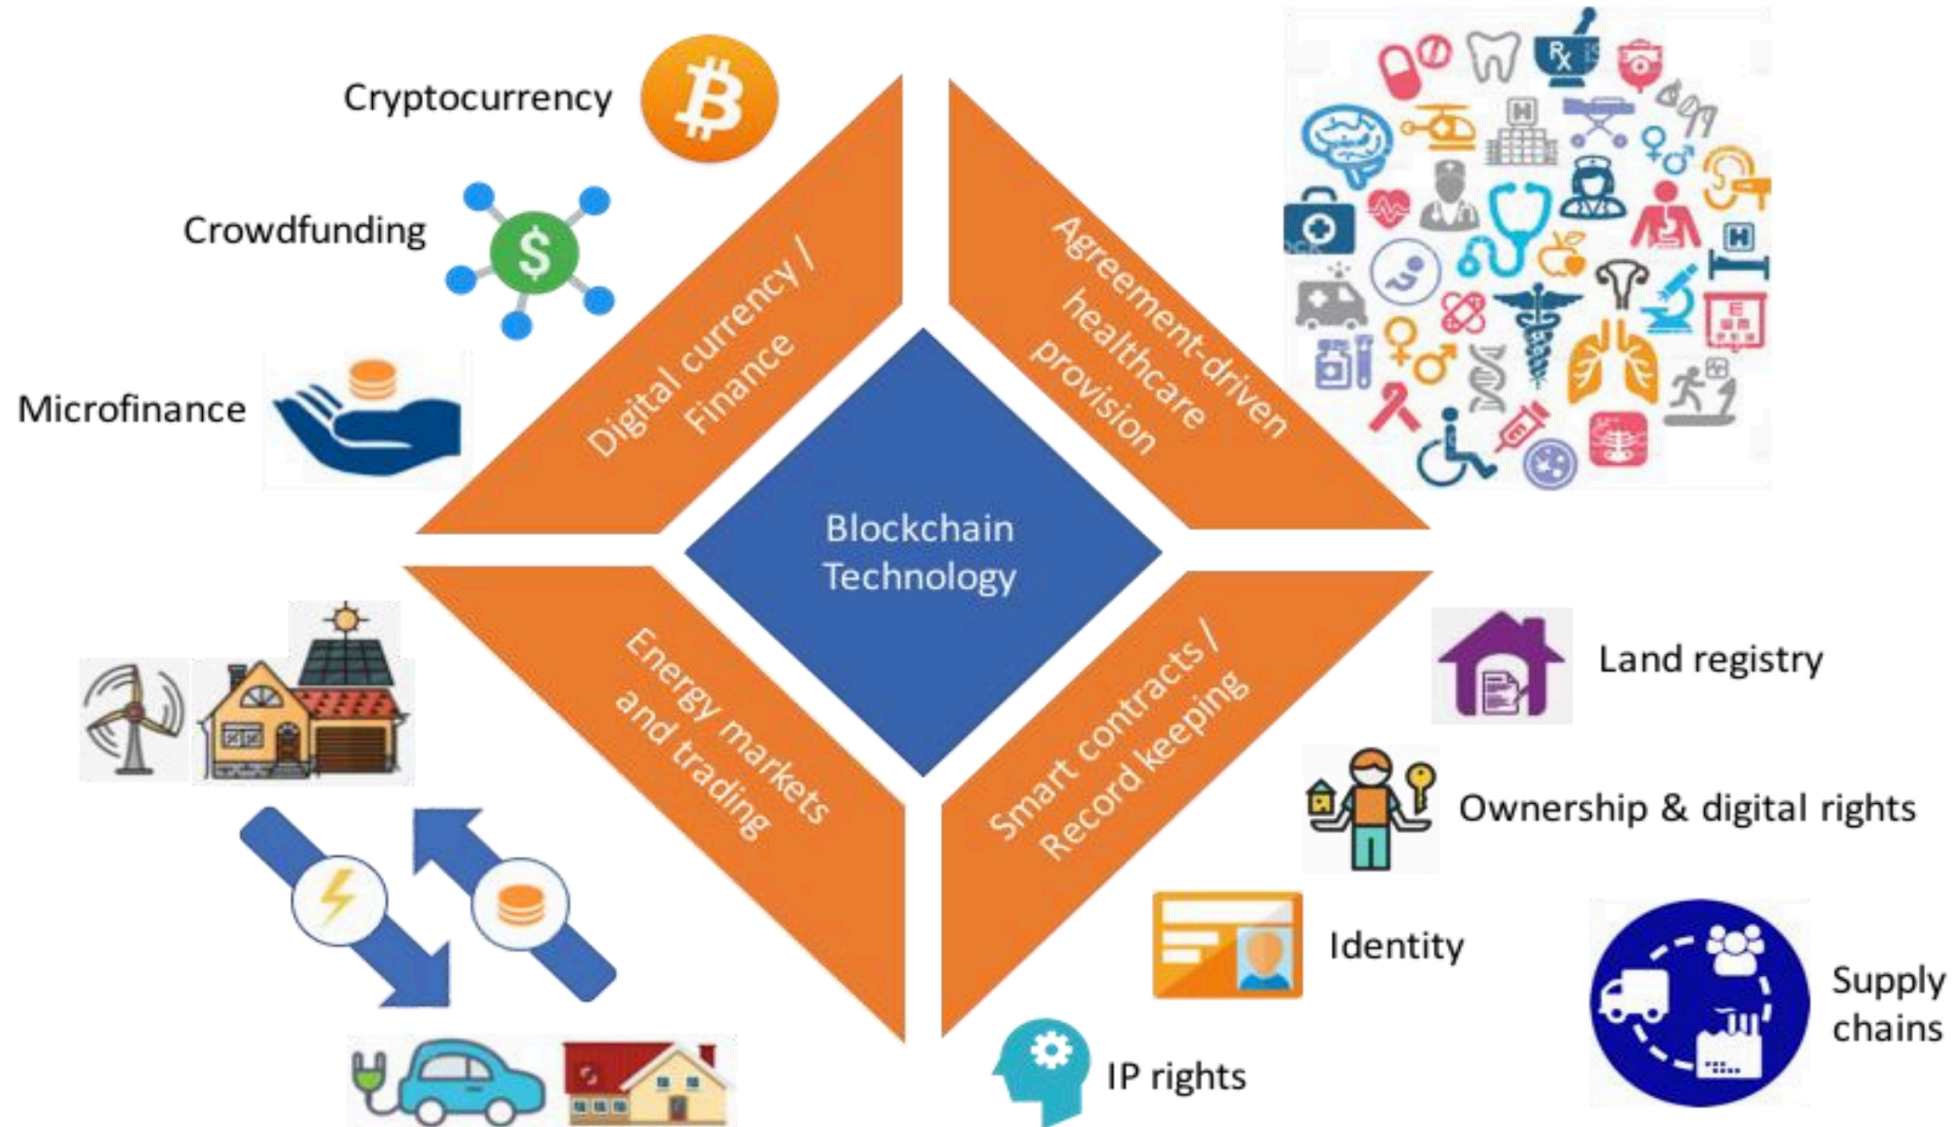 Cryptocurrency
Crowdfunding
$
Microfinance
Digital currency /
Finance
Agreement-driven
healthcare
provision
RX
H
H
E
Blockchain
Technology
Energy markets
and trading
Smart contracts /
Record keeping
Land registry
Ownership & digital rights
Identity
IP rights
Supply
chains